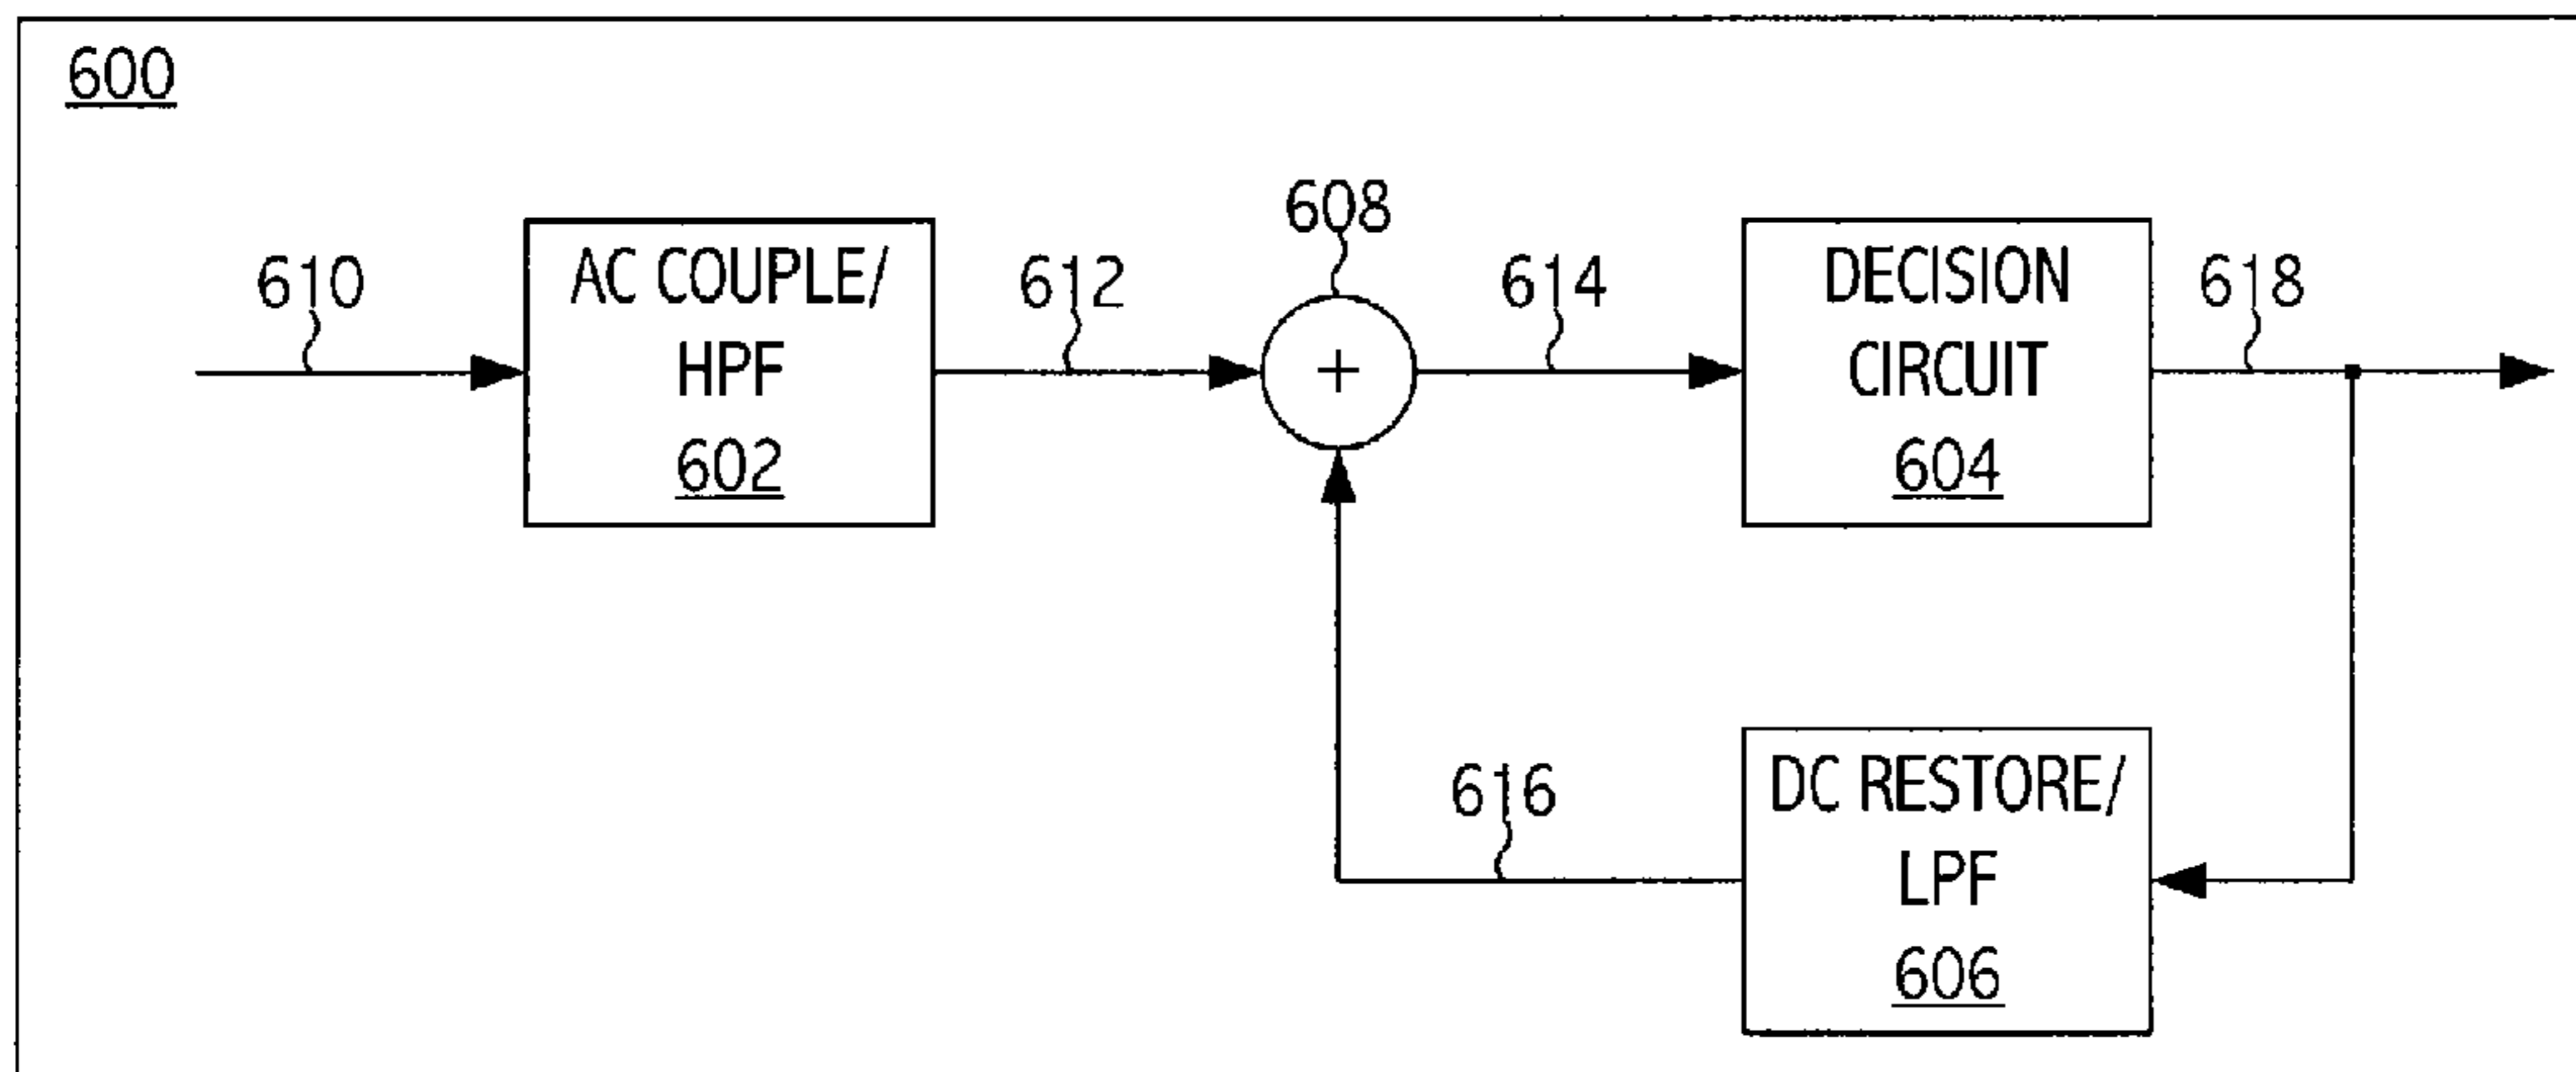 600
608
610
AC COUPLE/
HPF
602
612
+
614
DECISION
CIRCUIT
604
618
616
DC RESTORE/
LPF
606